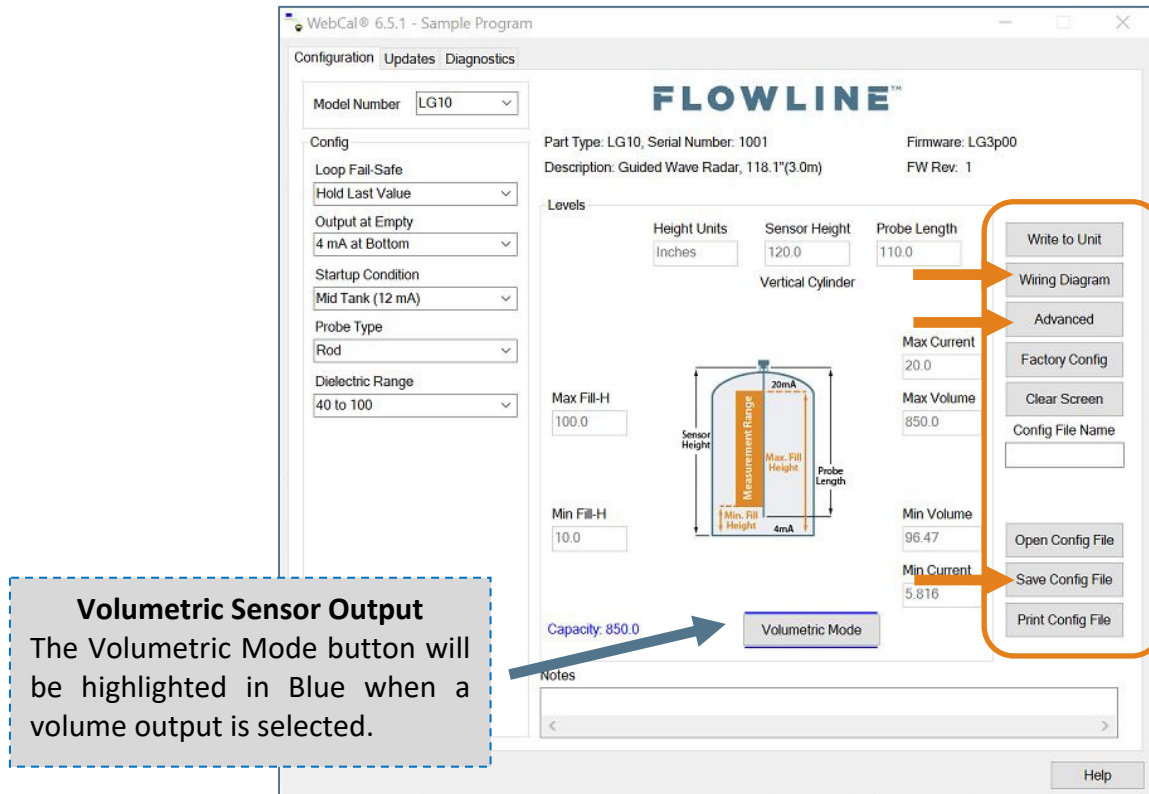 WebCal® 6.5.1 - Sample Program
Configuration Updates Diagnostics
Model Number LG10
Config
Loop Fail-Safe
Hold Last Value
Output at Empty
4 mA at Bottom
Startup Condition
Mid Tank (12 mA)
Probe Type
Rod
Dielectric Range
40 to 100
FLOWLINE™
Part Type: LG10, Serial Number: 1001
Firmware: LG3p00
Description: Guided Wave Radar, 118.1"(3.0m)
FW Rev: 1
Levels
Height Units
Inches
Sensor Height
120.0
Probe Length
110.0
Vertical Cylinder
Max Current
20.0
Max Fill-H
100.0
Max Volume
850.0
Sensor
Height
20mA
Measurement Range
Max. Fill
Height
Probe
Length
Min. Fill
Height
4mA
Min Fill-H
10.0
Min Volume
96.47
Min Current
5.816
Capacity: 850.0
Volumetric Mode
Notes
Write to Unit
Wiring Diagram
Advanced
Factory Config
Clear Screen
Config File Name
Open Config File
Save Config File
Print Config File
Help
Volumetric Sensor Output
The Volumetric Mode button will
be highlighted in Blue when a
volume output is selected.